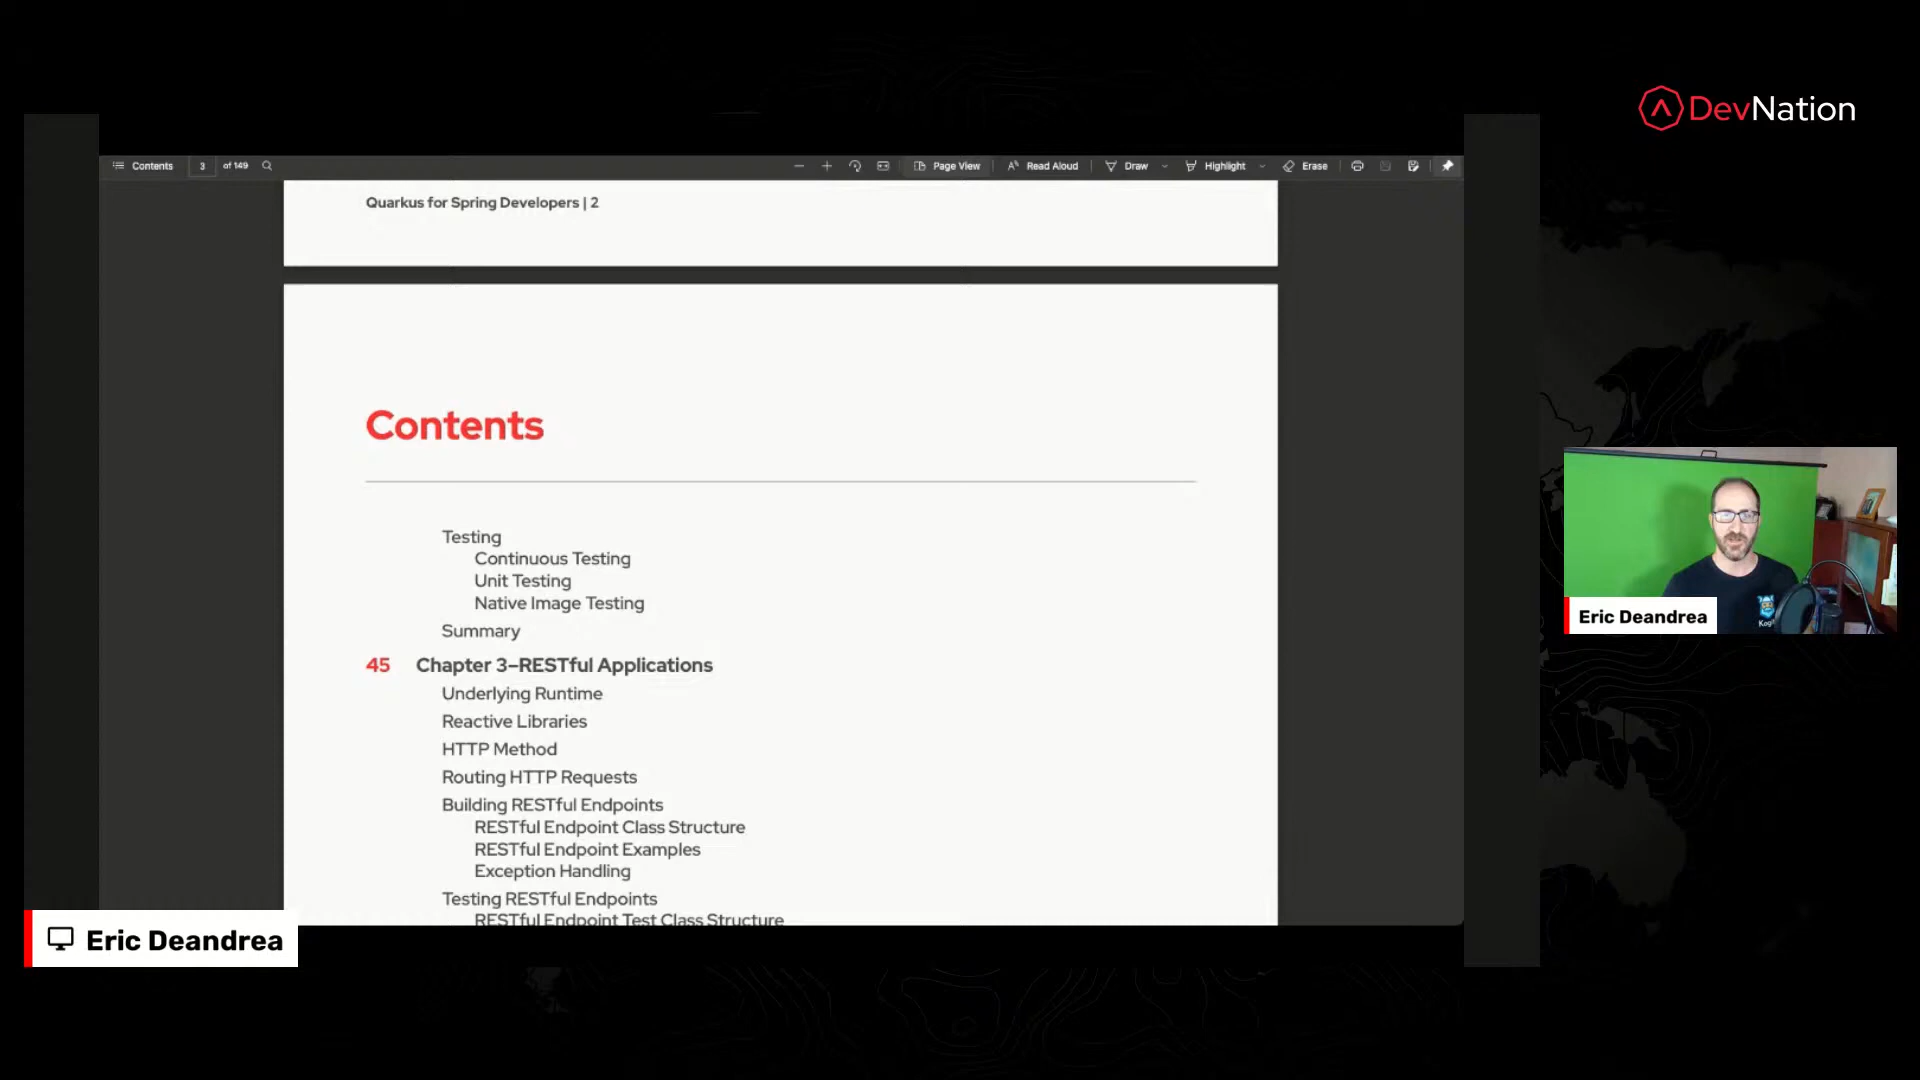 DevNation
Contents 3 of 149 Page View Read Aloud Draw Highlight Erase
Quarkus for Spring Developers | 2
Contents
Testing
Continuous Testing
Unit Testing
Native Image Testing
Summary
45 Chapter 3–RESTful Applications
Underlying Runtime
Reactive Libraries
HTTP Method
Routing HTTP Requests
Building RESTful Endpoints
RESTful Endpoint Class Structure
RESTful Endpoint Examples
Exception Handling
Testing RESTful Endpoints
RESTful Endpoint Test Class Structure
Eric Deandrea
Eric Deandrea